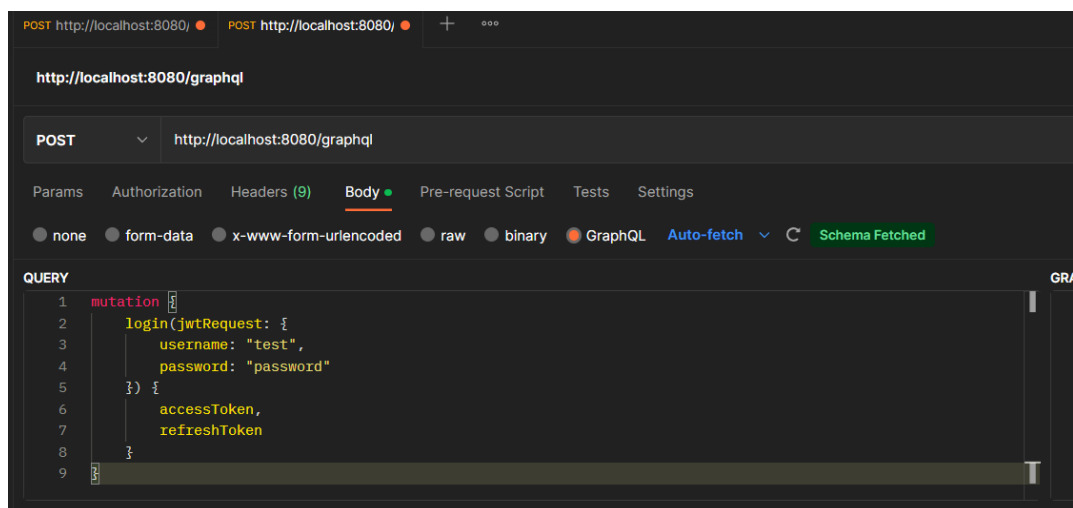 POST http://localhost:8080/ POST http://localhost:8080/
http://localhost:8080/graphql
POST http://localhost:8080/graphql
Params Authorization Headers (9) Body Pre-request Script Tests Settings
none form-data x-www-form-urlencoded raw binary GraphQL Auto-fetch Schema Fetched
QUERY GRA
1 mutation {
2 login(jwtRequest: {
3 username: "test",
4 password: "password"
5 }) {
6 accessToken,
7 refreshToken
8 }
9 }